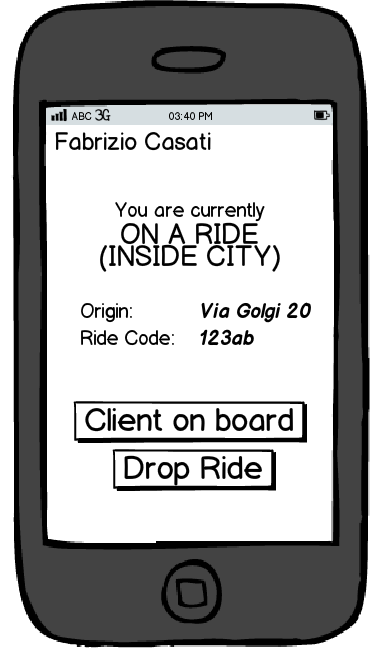 ABC 3G 03:40 PM
Fabrizio Casati
You are currently
ON A RIDE
(INSIDE CITY)
Origin: Via Golgi 20
Ride Code: 123ab
Client on board
Drop Ride